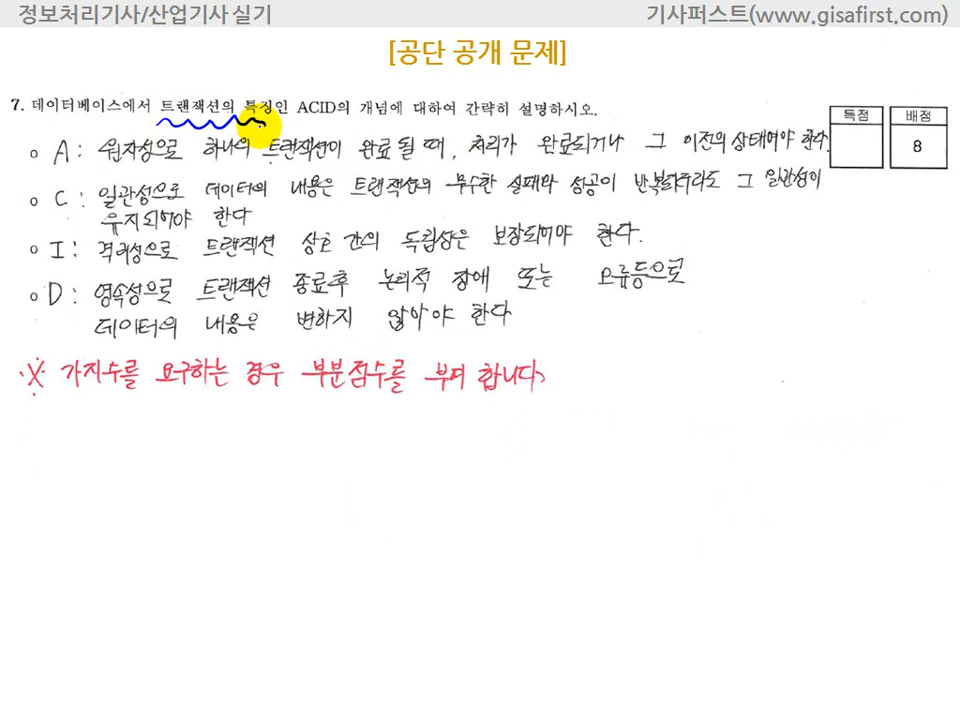 정보처리기사/산업기사 실기
기사퍼스트(www.gisafirst.com)
[공단 공개 문제]
7. 데이터베이스에서 트랜잭션의 특징인 ACID의 개념에 대하여 간략히 설명하시오.
득점
배점
8
○ A : 원자성으로 하나의 트랜잭션이 완료될 때, 처리가 완료되거나 그 이전의 상태여야 한다.
○ C : 일관성으로 데이터의 내용은 트랜잭션의 무수한 실패와 성공이 반복되더라도 그 일관성이
유지되어야 한다
○ I : 격리성으로 트랜잭션 상호 간의 독립성은 보장되어야 한다.
○ D : 영속성으로 트랜잭션 종료후 논리적 장애 또는 오류등으로
데이터의 내용은 변하지 않아야 한다
※ 가지수를 요구하는 경우 부분점수를 부여 합니다